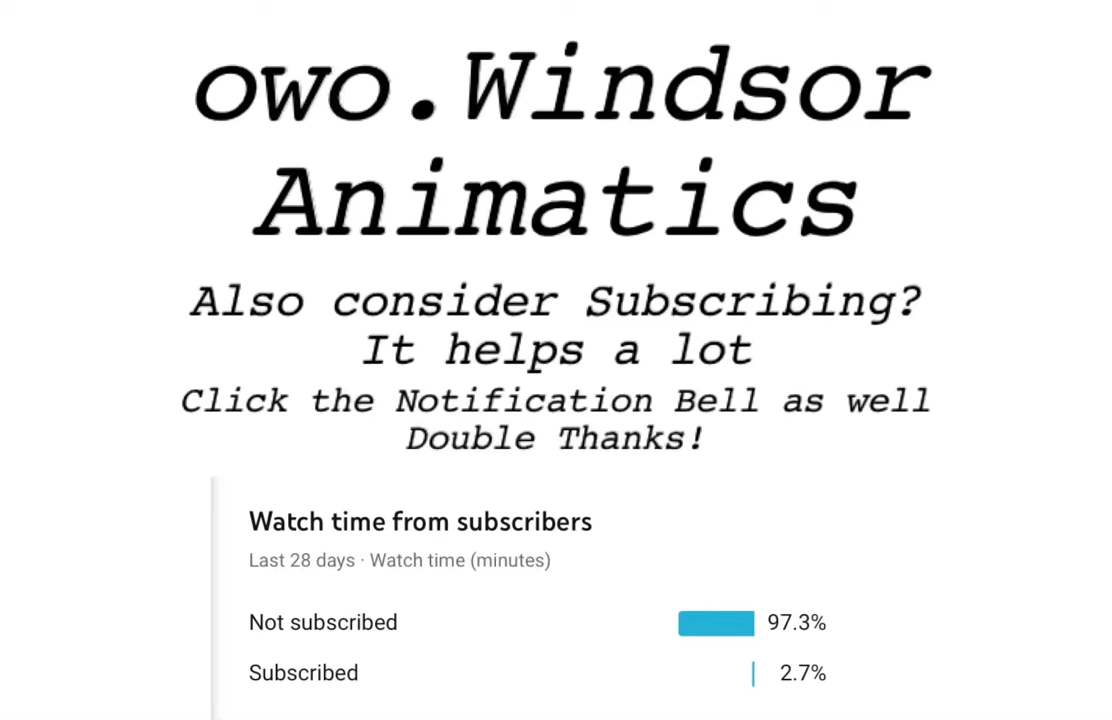 owo.Windsor
Animatics
Also consider Subscribing?
It helps a lot
Click the Notification Bell as well
Double Thanks!
Watch time from subscribers
Last 28 days · Watch time (minutes)
Not subscribed 97.3%
Subscribed 2.7%